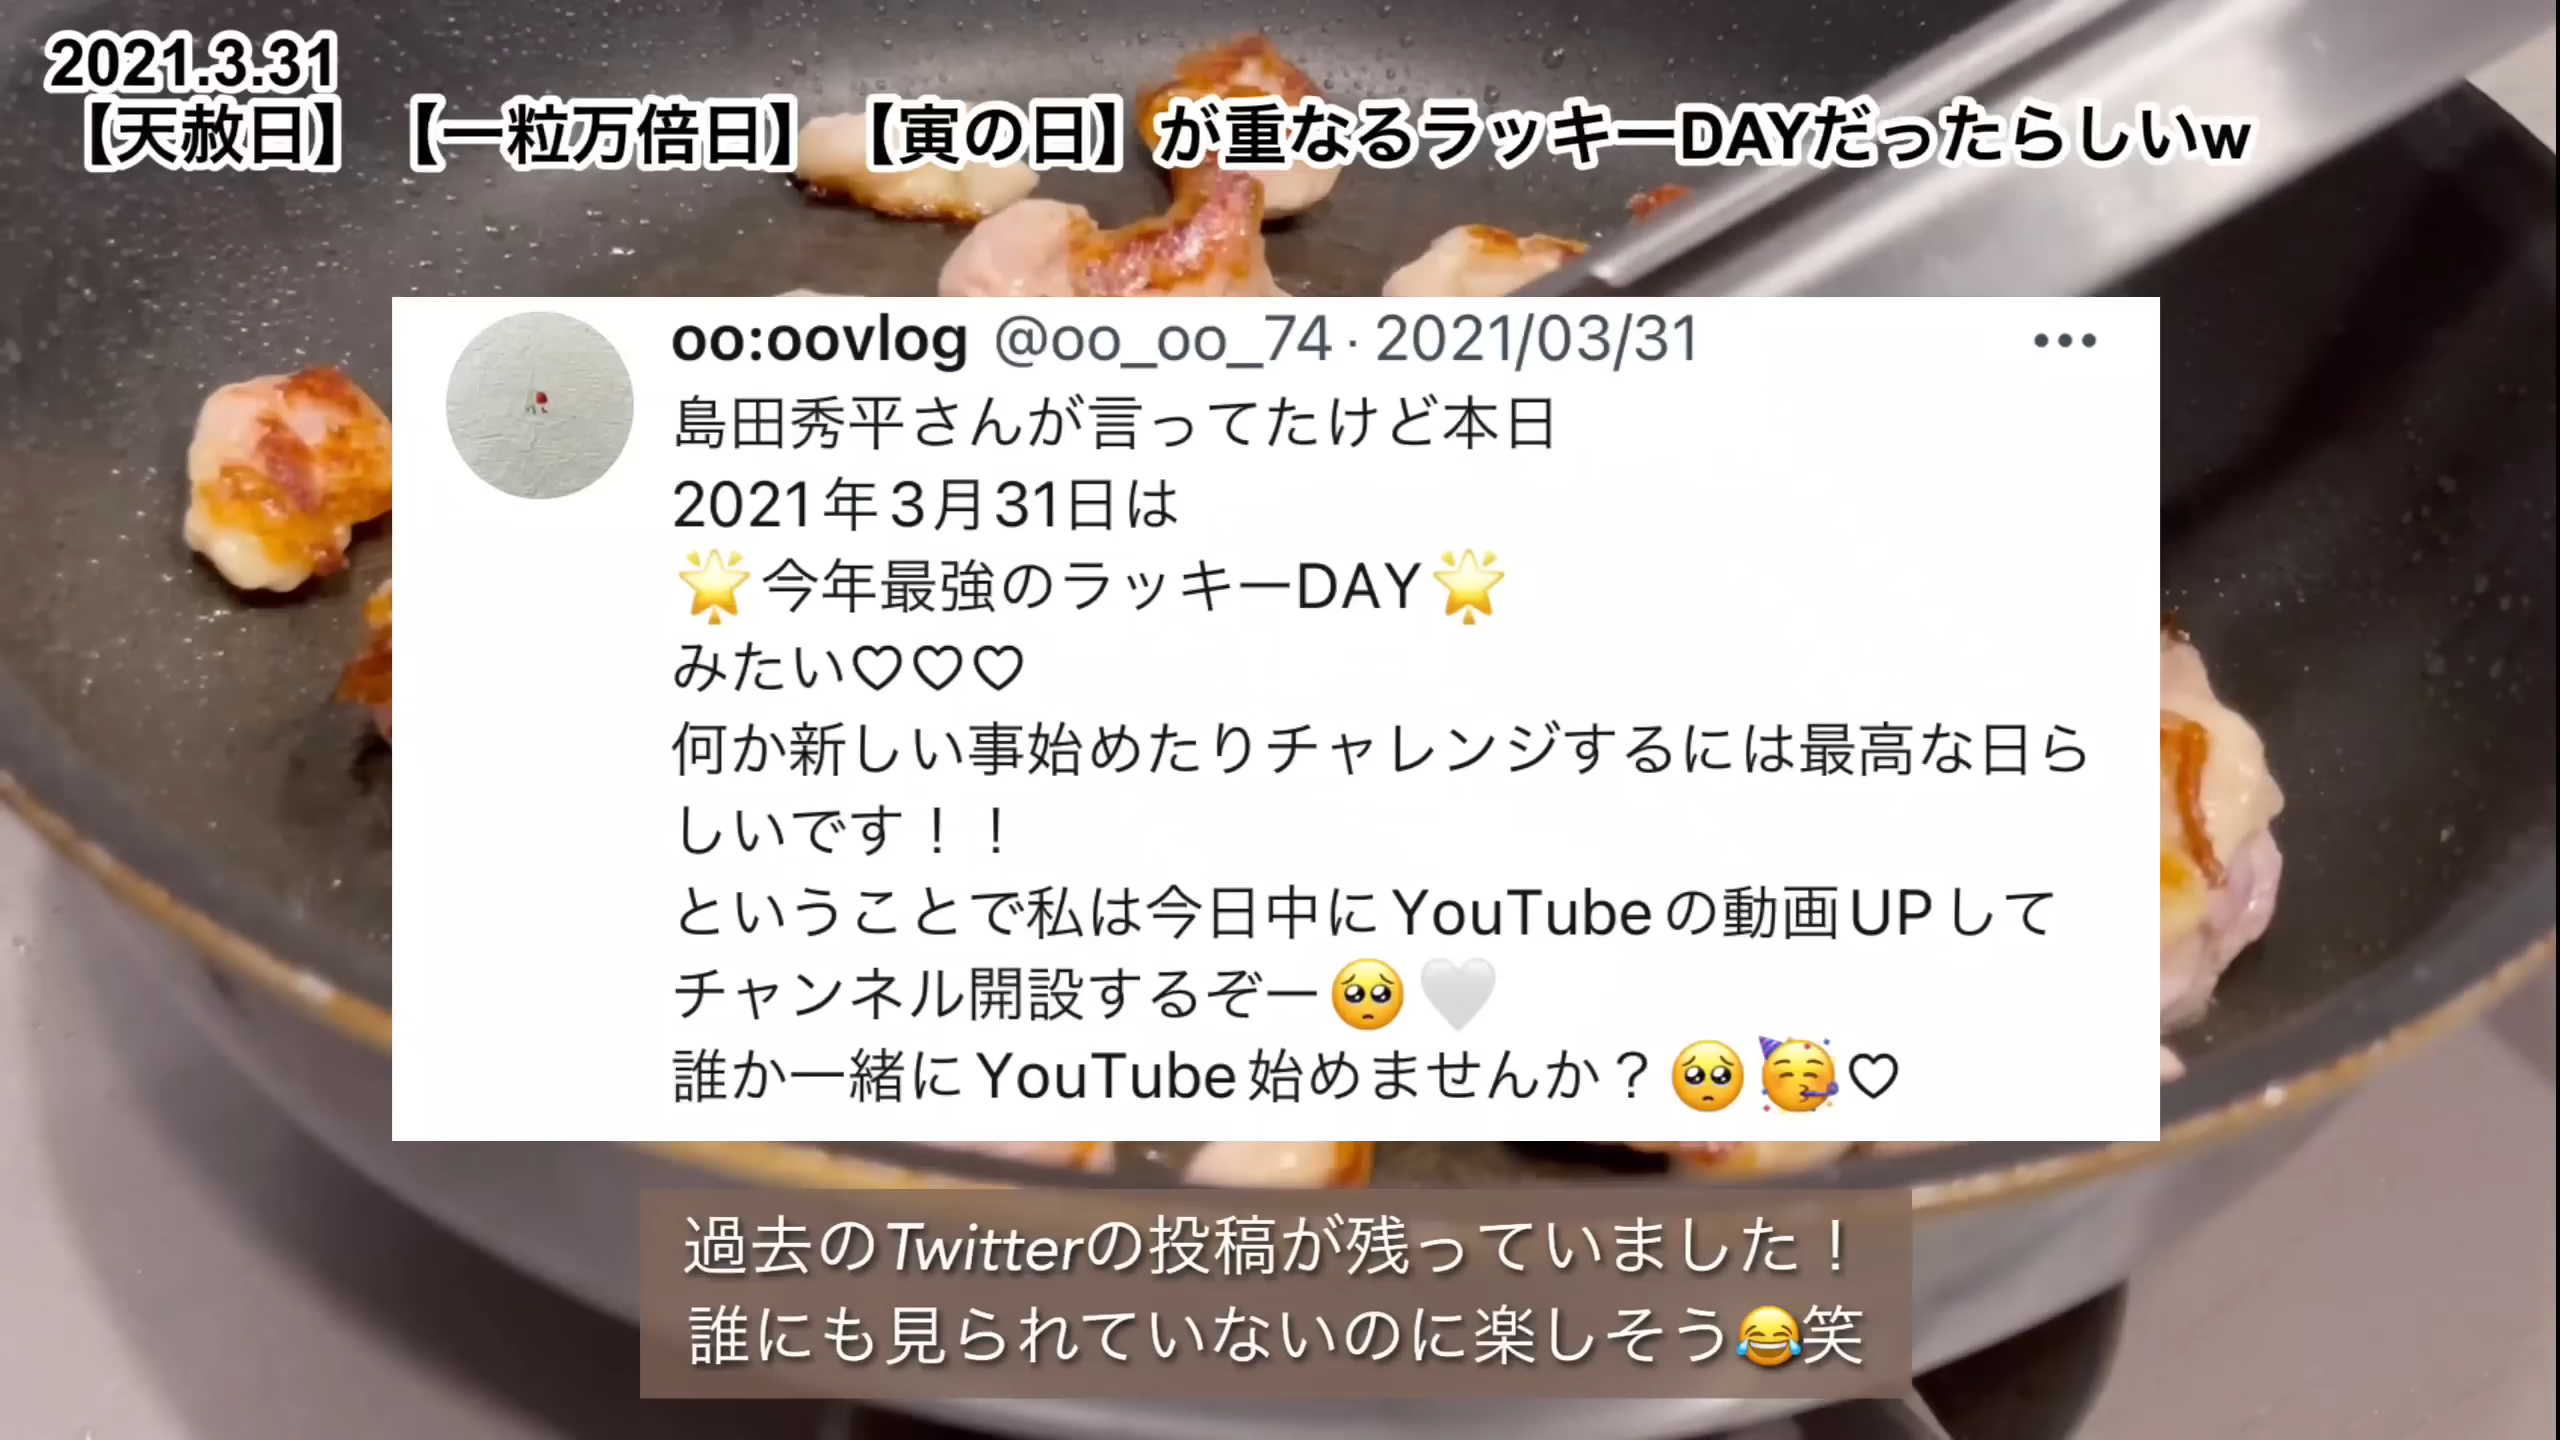 2021.3.31
【天赦日】【一粒万倍日】【寅の日】が重なるラッキーDAYだったらしいw
oo:oovlog @oo_oo_74 · 2021/03/31
島田秀平さんが言ってたけど本日
2021年3月31日は
🌟今年最強のラッキーDAY🌟
みたい♡♡♡
何か新しい事始めたりチャレンジするには最高な日ら
しいです！！
ということで私は今日中にYouTubeの動画UPして
チャンネル開設するぞー🥺🤍
誰か一緒にYouTube始めませんか？🥺🥳♡
過去のTwitterの投稿が残っていました！
誰にも見られていないのに楽しそう😂笑